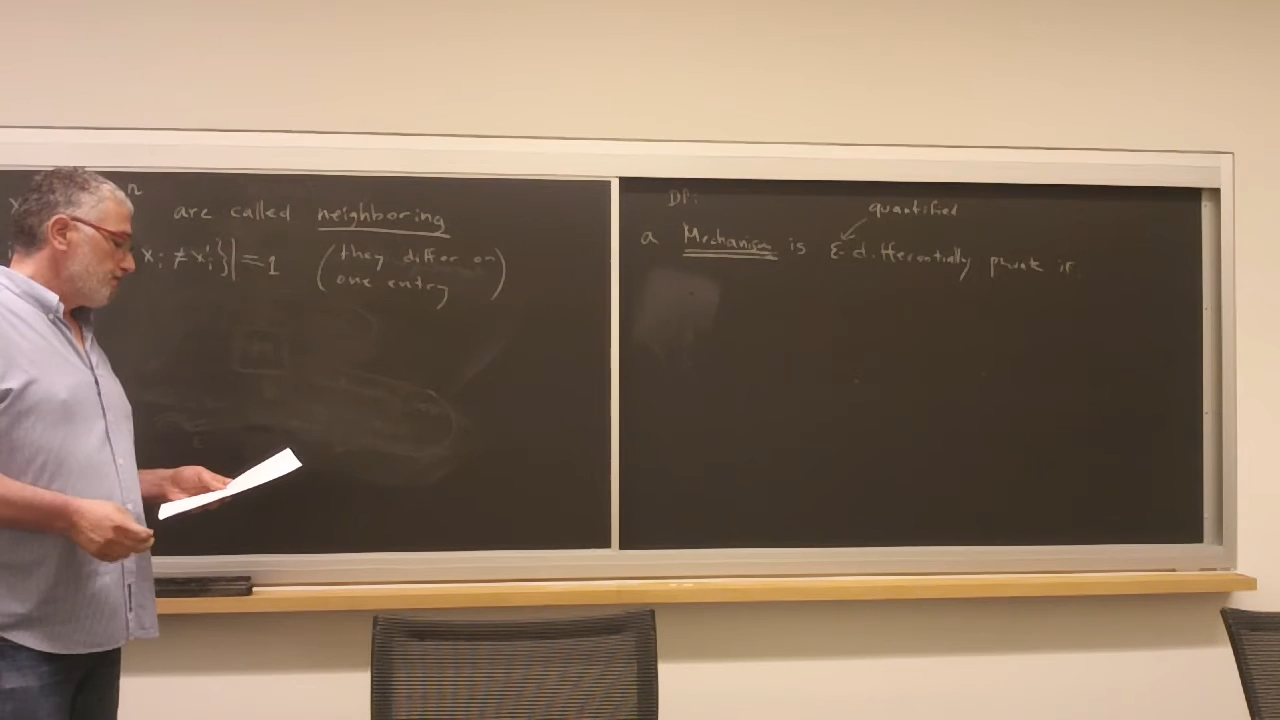 x n are called neighboring
x_i ≠ x'_i }| = 1 (they differ on
one entry)
DP:
quantified
a Mechanism is ε-differentially private if: